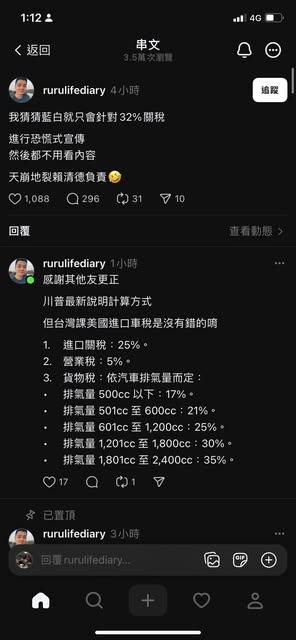 1:12
4G
70
返回
串文
3.5萬 次瀏覽
rurulifediary 4小時
追蹤
我猜猜藍白就只會針對32%關稅
進行恐慌式宣傳
然後都不用看內容
天崩地裂賴清德負責🤣
1,088 296 31 10
回覆
查看動態
rurulifediary 1小時
感謝其他友更正
川普最新說明計算方式
但台灣課美國進口車稅是沒有錯的唷
1. 進口關稅：25%。
2. 營業稅：5%。
3. 貨物稅：依汽車排氣量而定：
• 排氣量 500cc 以下：17%。
• 排氣量 501cc 至 600cc：21%。
• 排氣量 601cc 至 1,200cc：25%。
• 排氣量 1,201cc 至 1,800cc：30%。
• 排氣量 1,801cc 至 2,400cc：35%。
17 1
已置頂
rurulifediary 3小時
回覆 rurulifediary...
GIF